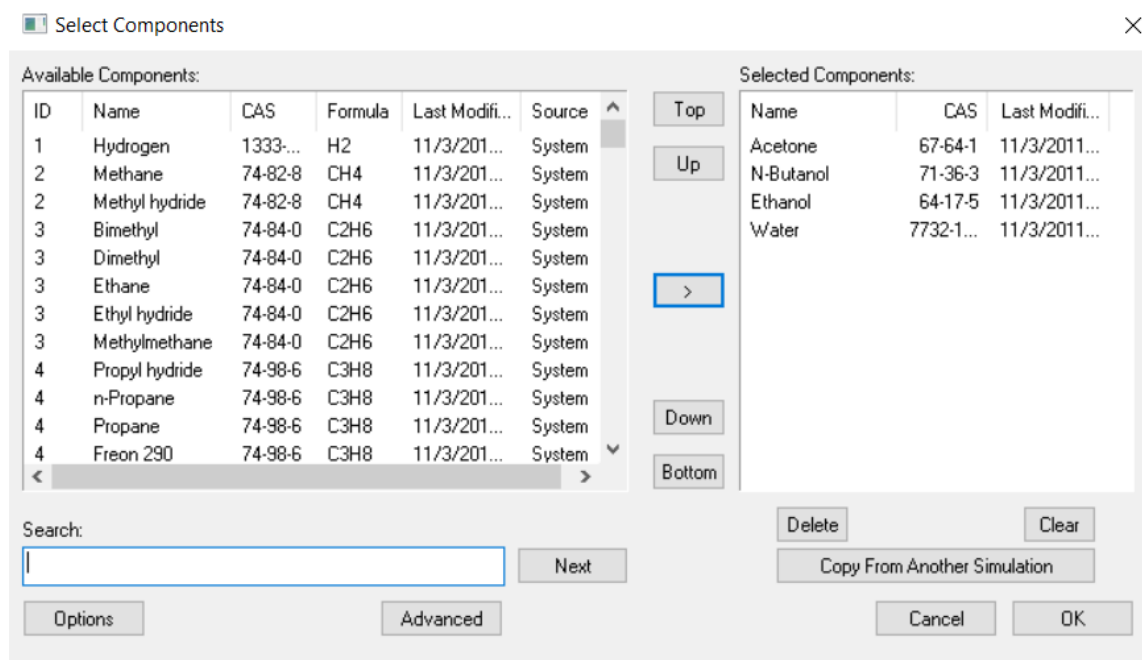 Select Components
Available Components: Selected Components:
ID Name CAS Formula Last Modifi... Source Top Name CAS Last Modifi...
1 Hydrogen 1333-... H2 11/3/201... System Acetone 67-64-1 11/3/2011...
2 Methane 74-82-8 CH4 11/3/201... System Up N-Butanol 71-36-3 11/3/2011...
2 Methyl hydride 74-82-8 CH4 11/3/201... System Ethanol 64-17-5 11/3/2011...
3 Bimethyl 74-84-0 C2H6 11/3/201... System Water 7732-1... 11/3/2011...
3 Dimethyl 74-84-0 C2H6 11/3/201... System
3 Ethane 74-84-0 C2H6 11/3/201... System >
3 Ethyl hydride 74-84-0 C2H6 11/3/201... System
3 Methylmethane 74-84-0 C2H6 11/3/201... System
4 Propyl hydride 74-98-6 C3H8 11/3/201... System
4 n-Propane 74-98-6 C3H8 11/3/201... System
4 Propane 74-98-6 C3H8 11/3/201... System Down
4 Freon 290 74-98-6 C3H8 11/3/201... System
Bottom
Search: Delete Clear
Next Copy From Another Simulation
Options Advanced Cancel OK